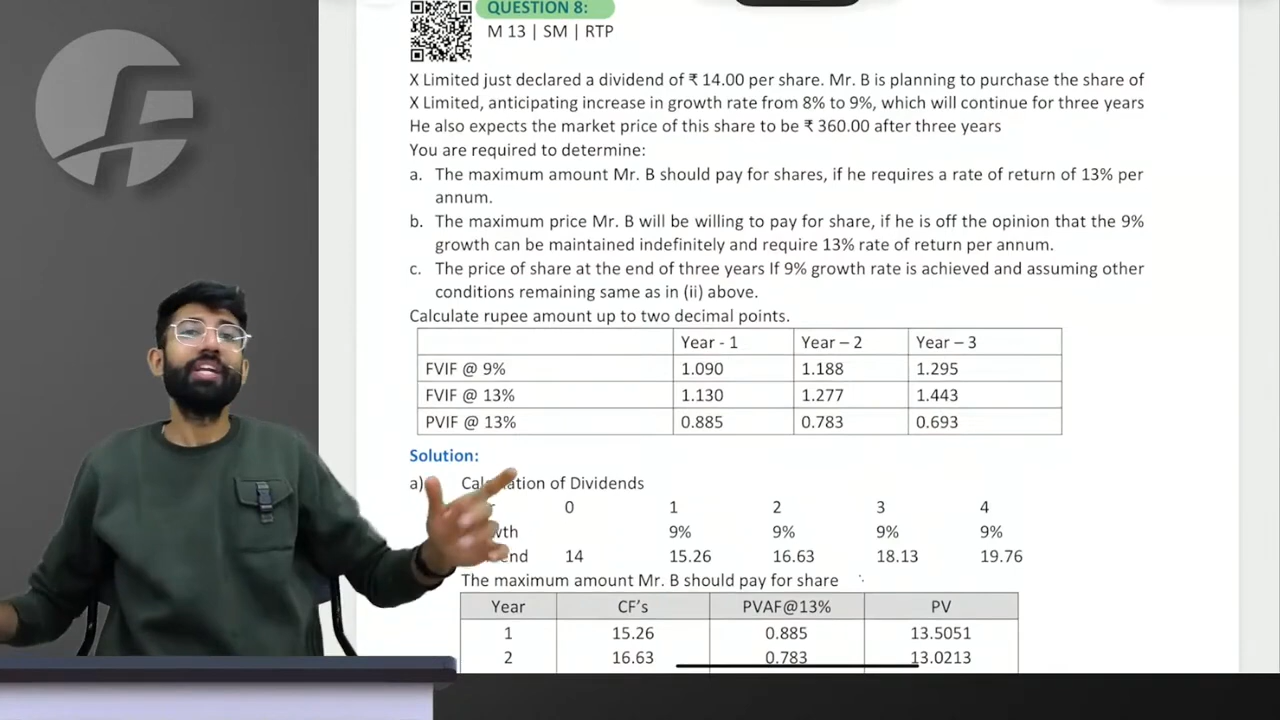 QUESTION 8:
M 13 | SM | RTP
X Limited just declared a dividend of ₹ 14.00 per share. Mr. B is planning to purchase the share of
X Limited, anticipating increase in growth rate from 8% to 9%, which will continue for three years
He also expects the market price of this share to be ₹ 360.00 after three years
You are required to determine:
a. The maximum amount Mr. B should pay for shares, if he requires a rate of return of 13% per
annum.
b. The maximum price Mr. B will be willing to pay for share, if he is off the opinion that the 9%
growth can be maintained indefinitely and require 13% rate of return per annum.
c. The price of share at the end of three years If 9% growth rate is achieved and assuming other
conditions remaining same as in (ii) above.
Calculate rupee amount up to two decimal points.
Year - 1 Year – 2 Year – 3
FVIF @ 9% 1.090 1.188 1.295
FVIF @ 13% 1.130 1.277 1.443
PVIF @ 13% 0.885 0.783 0.693
Solution:
a) of Dividends
0 1 2 3 4
9% 9% 9% 9%
14 15.26 16.63 18.13 19.76
The maximum amount Mr. B should pay for share
Year CF's PVAF@13% PV
1 15.26 0.885 13.5051
2 16.63 0.783 13.0213